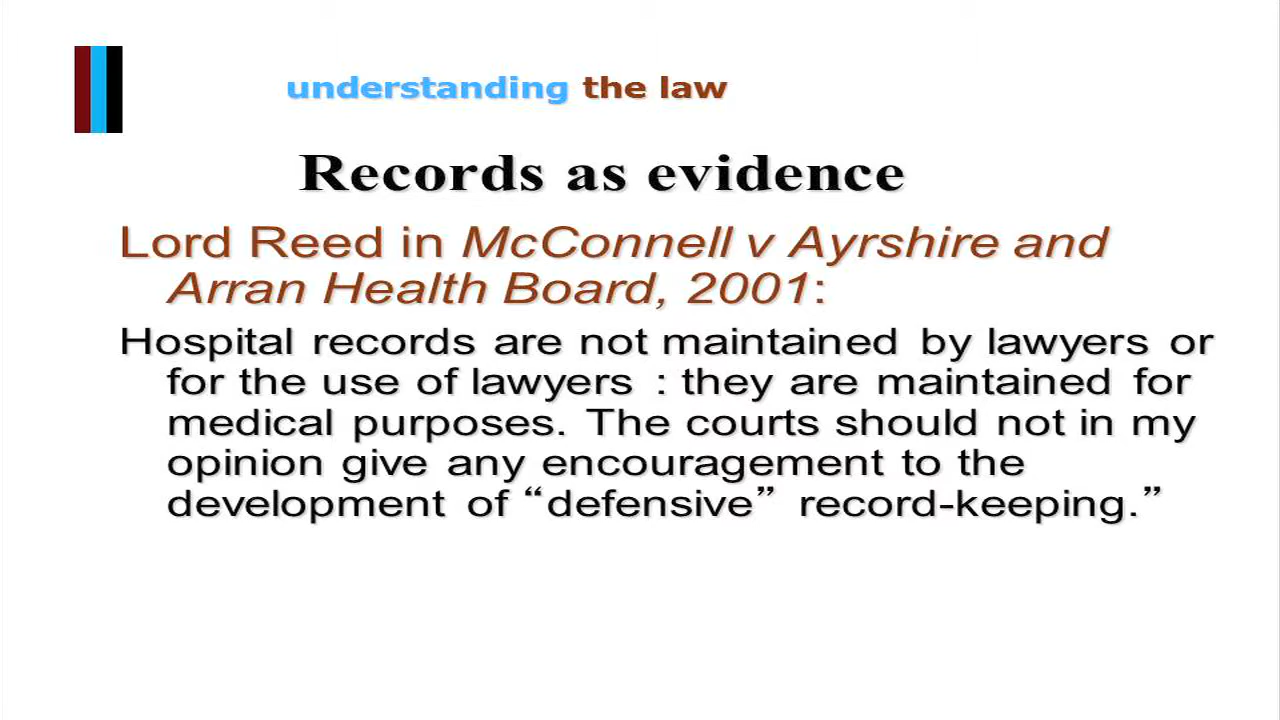 understanding the law
Records as evidence
Lord Reed in McConnell v Ayrshire and
Arran Health Board, 2001:
Hospital records are not maintained by lawyers or
for the use of lawyers : they are maintained for
medical purposes. The courts should not in my
opinion give any encouragement to the
development of “defensive” record-keeping.”